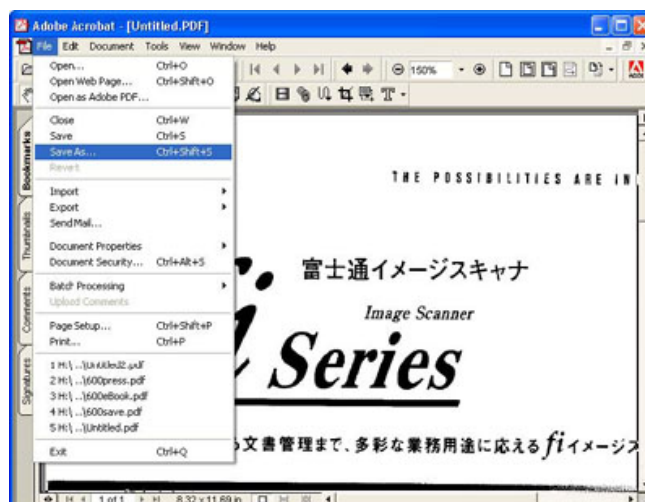 Adobe Acrobat - [Untitled.PDF]
File Edit Document Tools View Window Help
Open... Ctrl+O
Open Web Page... Ctrl+Shift+O
Open as Adobe PDF...
150%
Close Ctrl+W
Save Ctrl+S
Save As... Ctrl+Shift+S
Revert
Import
Export
Send Mail...
Document Properties
Document Security... Ctrl+Alt+S
Batch Processing
Upload Comments
Page Setup... Ctrl+Shift+P
Print... Ctrl+P
1 H:\ ...\Untitled2.pdf
2 H:\ ...\600press.pdf
3 H:\ ...\600eBook.pdf
4 H:\ ...\600save.pdf
5 H:\ ...\Untitled.pdf
Exit Ctrl+Q
Bookmarks
Thumbnails
Comments
Signatures
THE POSSIBILITIES ARE IN
富士通イメージスキャナ
Image Scanner
fi Series
文書管理まで、多彩な業務用途に応える fi イメージス
1 of 1 8.32 x 11.69 in